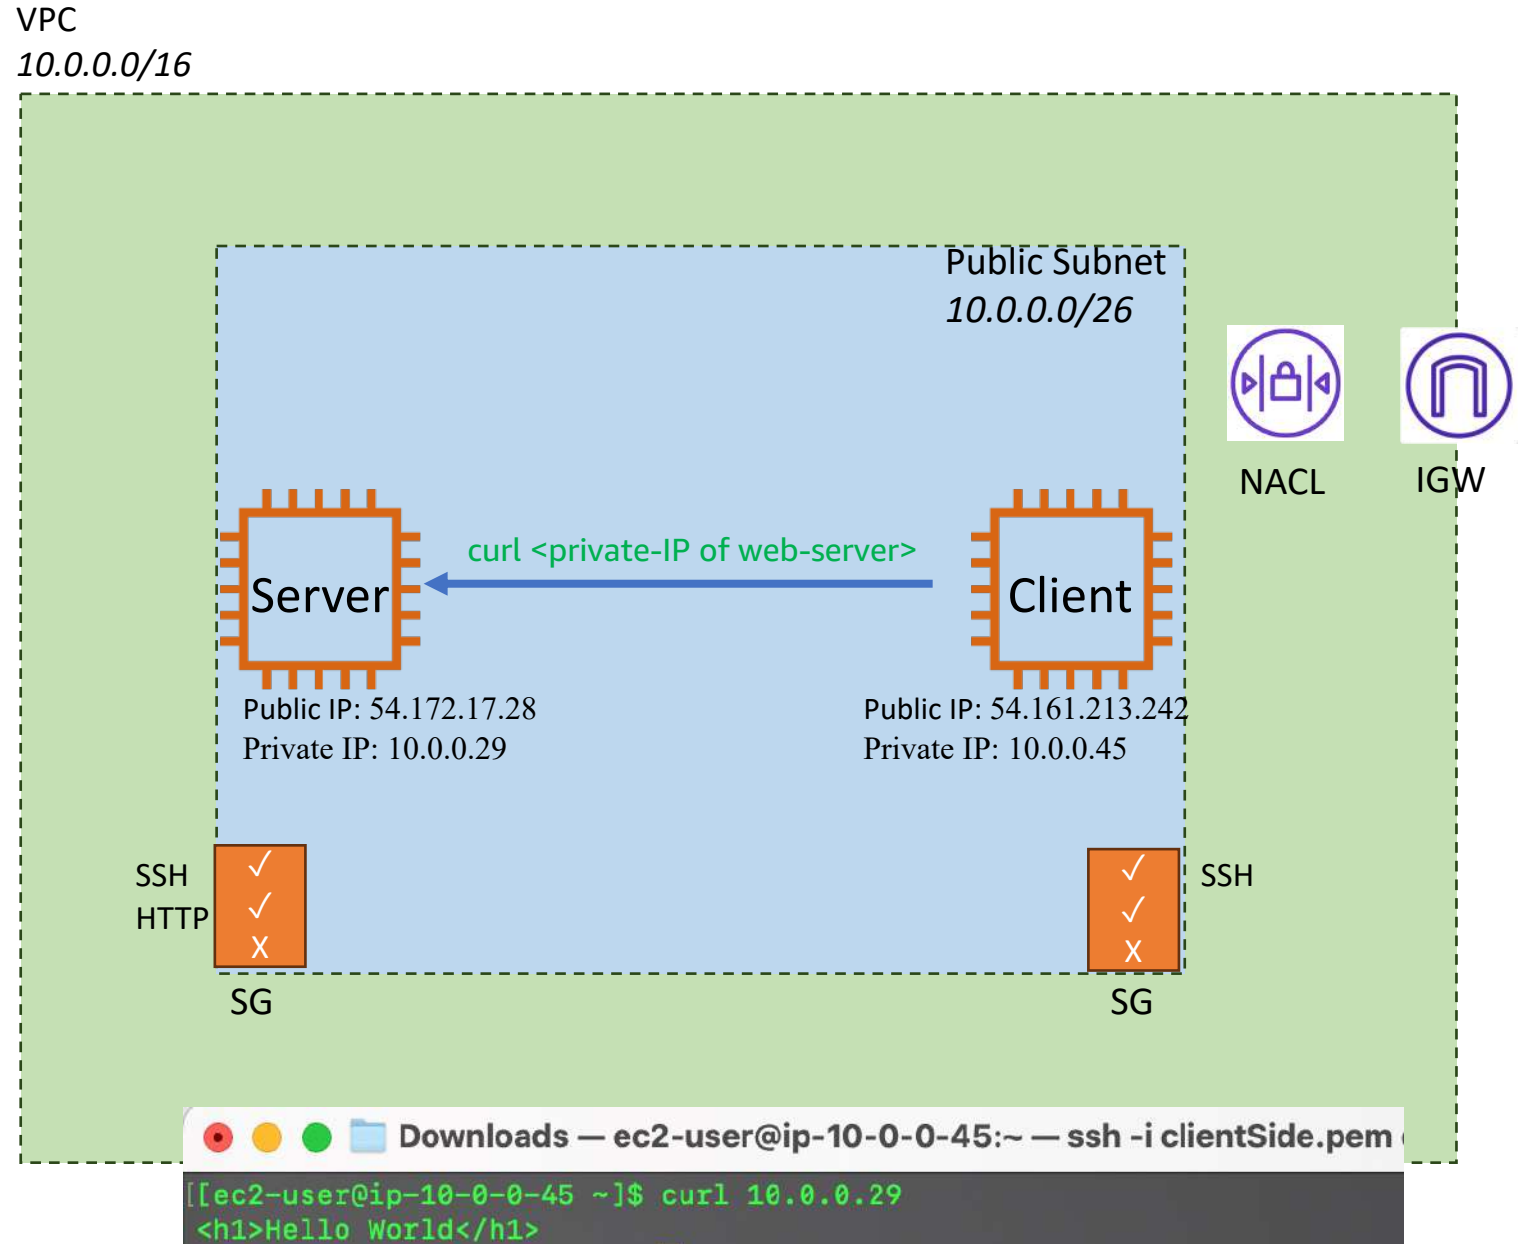 VPC
10.0.0.0/16
Public Subnet
10.0.0.0/26
NACL
IGW
curl <private-IP of web-server>
Server
Client
Public IP: 54.172.17.28
Private IP: 10.0.0.29
Public IP: 54.161.213.242
Private IP: 10.0.0.45
SSH
HTTP
✓
✓
X
SG
✓
✓
X
SSH
SG
Downloads — ec2-user@ip-10-0-0-45:~ — ssh -i clientSide.pem
[[ec2-user@ip-10-0-0-45 ~]$ curl 10.0.0.29
<h1>Hello World</h1>